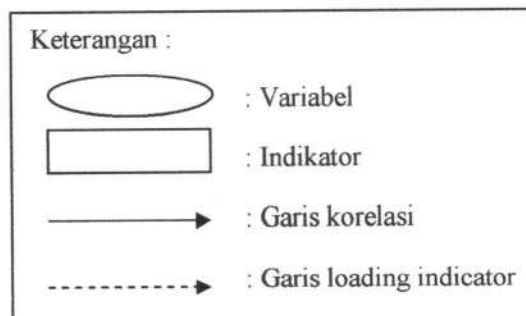 Keterangan :
: Variabel
: Indikator
: Garis korelasi
: Garis loading indicator